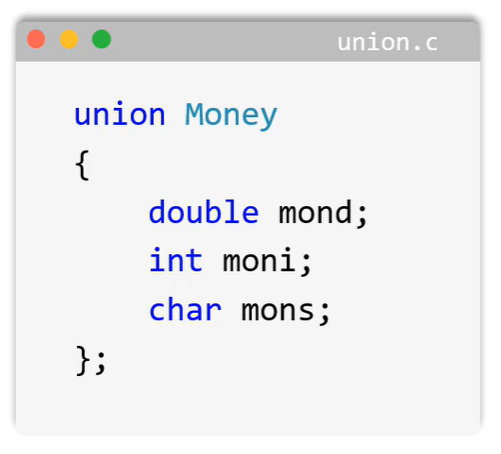 union.c
union Money
{
    double mond;
    int moni;
    char mons;
};